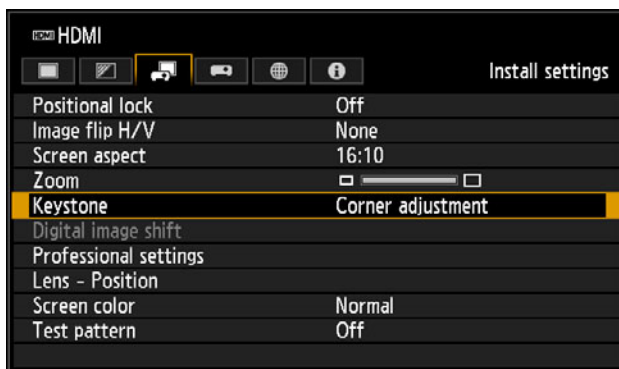 HDMI HDMI
Install settings
Positional lock Off
Image flip H/V None
Screen aspect 16:10
Zoom
Keystone Corner adjustment
Digital image shift
Professional settings
Lens - Position
Screen color Normal
Test pattern Off